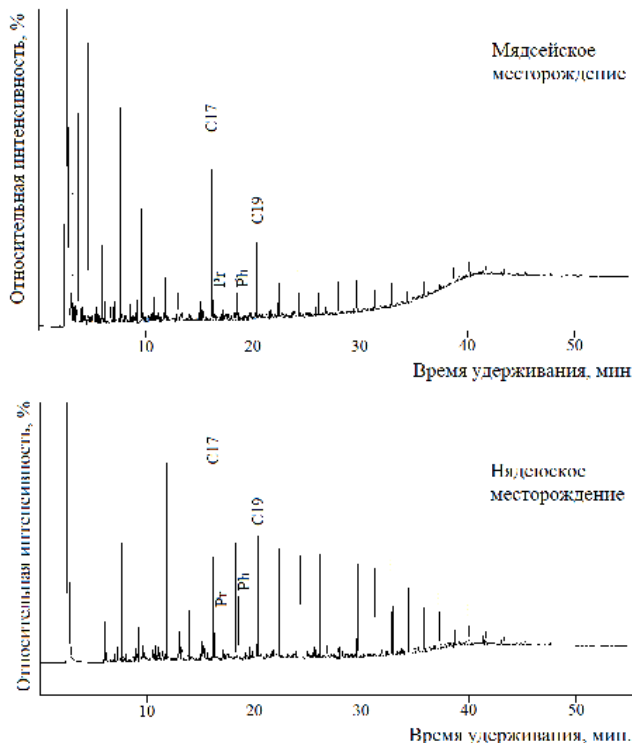 Относительная интенсивность, %
Мядсейское
месторождение
C17
C19
Pr
Ph
10
20
30
40
50
Время удерживания, мин
Относительная интенсивность, %
Нядеюское
месторождение
C17
C19
Pr
Ph
10
20
30
40
50
Время удерживания, мин.